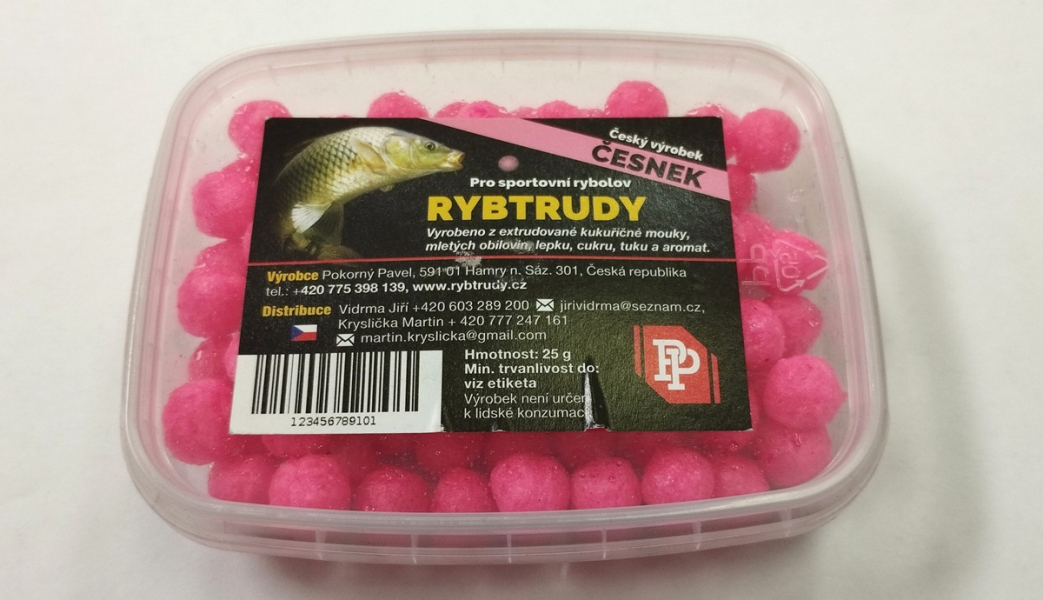 Český výrobek
ČESNEK
Pro sportovní rybolov
RYBTRUDY
Vyrobeno z extrudované kukuřičné mouky,
mletých obilovin, lepku, cukru, tuku a aromat.
Výrobce Pokorný Pavel, 591 01 Hamry n. Sáz. 301, Česká republika
tel.: +420 775 398 139, www.rybtrudy.cz
Distribuce Vidrma Jiří +420 603 289 200 jirividrma@seznam.cz,
Kryslička Martin + 420 777 247 161
martin.kryslicka@gmail.com
Hmotnost: 25 g
Min. trvanlivost do:
viz etiketa
Výrobek není určen
k lidské konzumaci
123456789101
PP